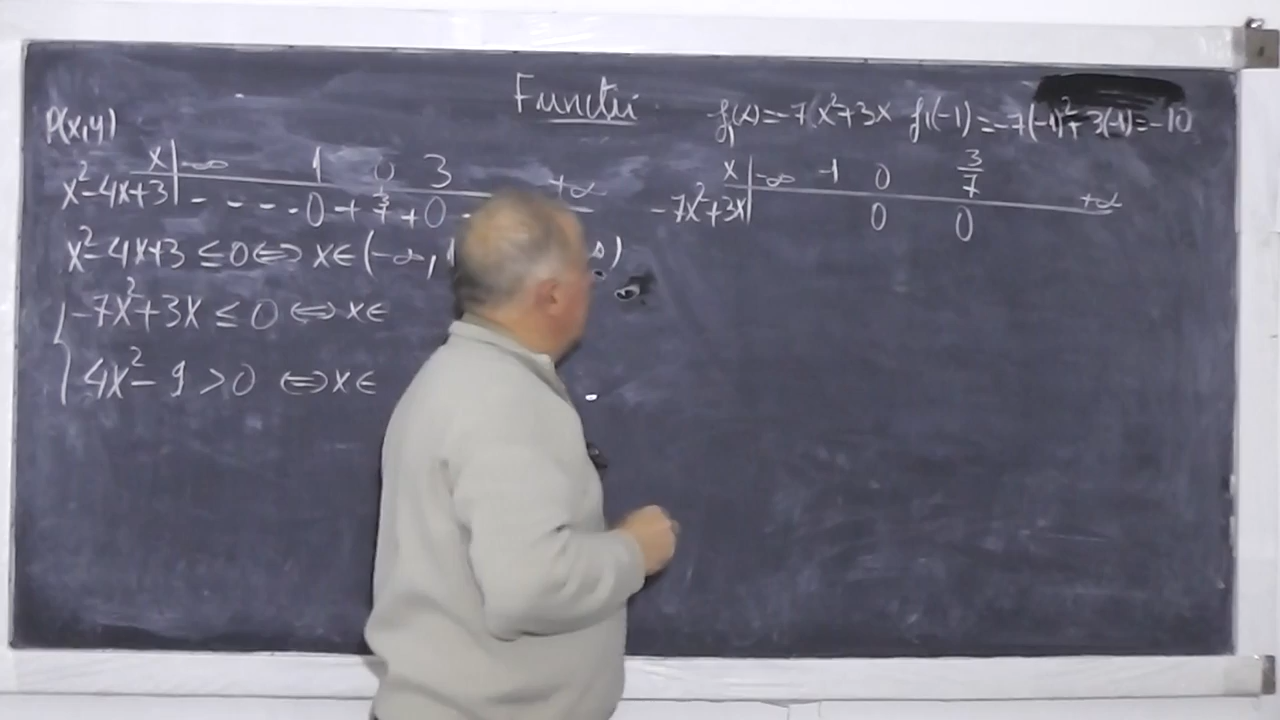 Funcții
P(x,y)
x | -∞ 1 0 3 +∞
x²-4x+3 | - - - - 0 + 3/7 + 0 -
x²-4x+3 ≤ 0 ⇔ x ∈ (-∞,
-7x²+3x ≤ 0 ⇔ x ∈
4x²-9 > 0 ⇔ x ∈
f₁(x) = -7x²+3x f₁(-1) = -7(-1)²+3(-1) = -10
x | -∞ -1 0 3/7 +∞
-7x²+3x | 0 0